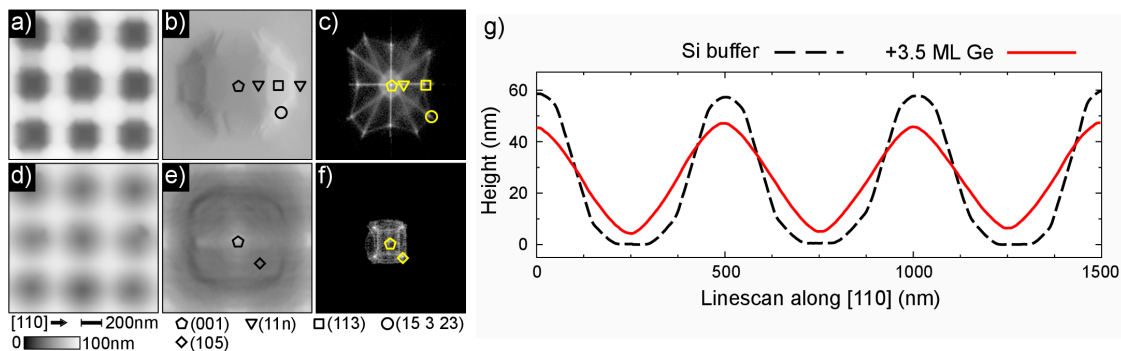 a) b) c) g)
Si buffer +3.5 ML Ge
60
40
20
0
Height (nm)
0 500 1000 1500
Linescan along [110] (nm)
d) e) f)
[110] 200nm (001) (11n) (113) (15 3 23)
0 100nm (105)